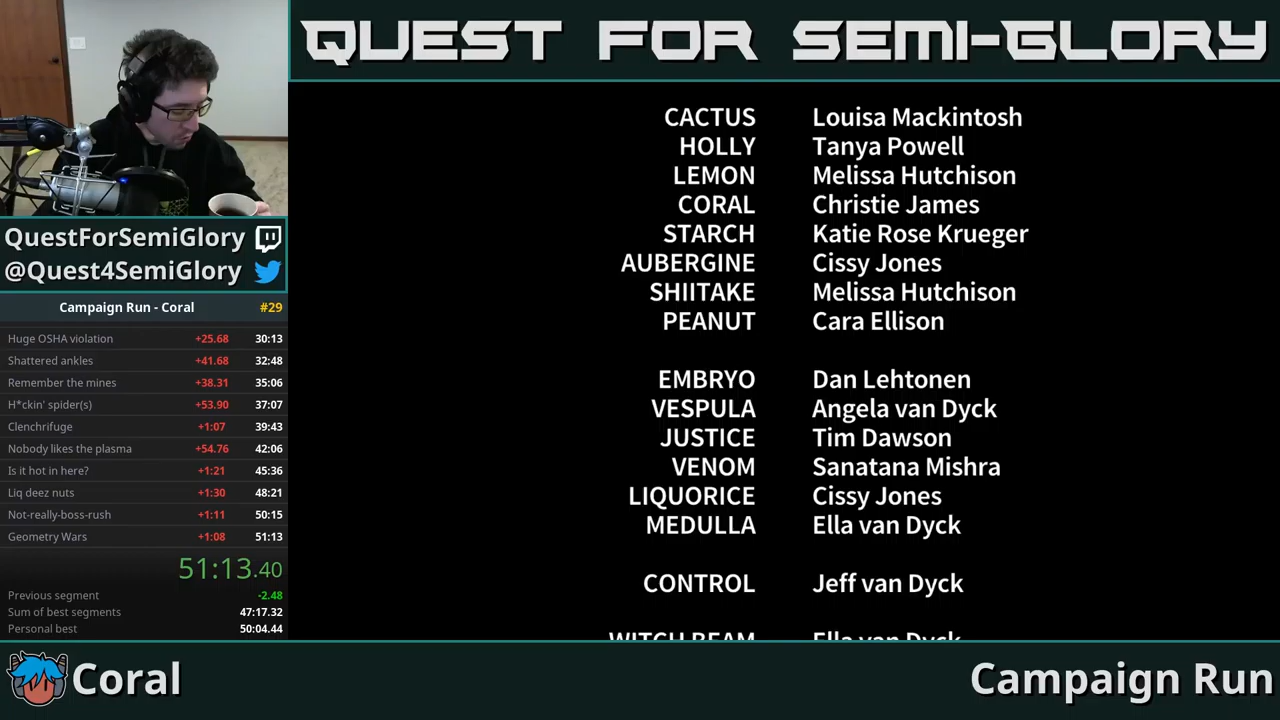 QUEST FOR SEMI-GLORY
QuestForSemiGlory
@Quest4SemiGlory
Campaign Run - Coral #29
Huge OSHA violation +25.68 30:13
Shattered ankles +41.68 32:48
Remember the mines +38.31 35:06
H*ckin' spider(s) +53.90 37:07
Clenchrifuge +1:07 39:43
Nobody likes the plasma +54.76 42:06
Is it hot in here? +1:21 45:36
Liq deez nuts +1:30 48:21
Not-really-boss-rush +1:11 50:15
Geometry Wars +1:08 51:13
51:13.40
Previous segment -2.48
Sum of best segments 47:17.32
Personal best 50:04.44
CACTUS Louisa Mackintosh
HOLLY Tanya Powell
LEMON Melissa Hutchison
CORAL Christie James
STARCH Katie Rose Krueger
AUBERGINE Cissy Jones
SHIITAKE Melissa Hutchison
PEANUT Cara Ellison
EMBRYO Dan Lehtonen
VESPULA Angela van Dyck
JUSTICE Tim Dawson
VENOM Sanatana Mishra
LIQUORICE Cissy Jones
MEDULLA Ella van Dyck
CONTROL Jeff van Dyck
WITCH BEAM Ella van Dyck
Coral
Campaign Run